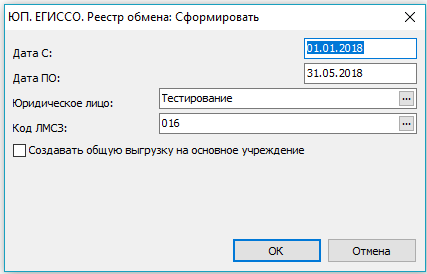 ЮП. ЕГИССО. Реестр обмена: Сформировать
Дата С: 01.01.2018
Дата ПО: 31.05.2018
Юридическое лицо: Тестирование ...
Код ЛМСЗ: 016 ...
Создавать общую выгрузку на основное учреждение
ОК Отмена